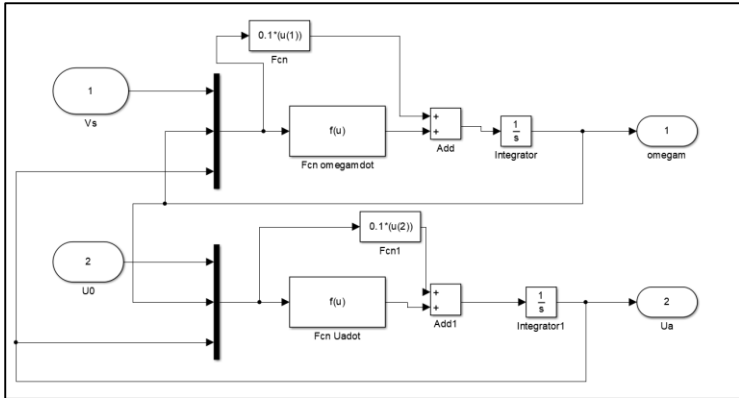 0.1*(u(1))
Fcn
1
Vs
f(u)
Fcn omegamdot
+
+
Add
1
s
Integrator
1
omegam
0.1*(u(2))
Fcn1
2
U0
f(u)
Fcn Uadot
+
+
Add1
1
s
Integrator1
2
Ua